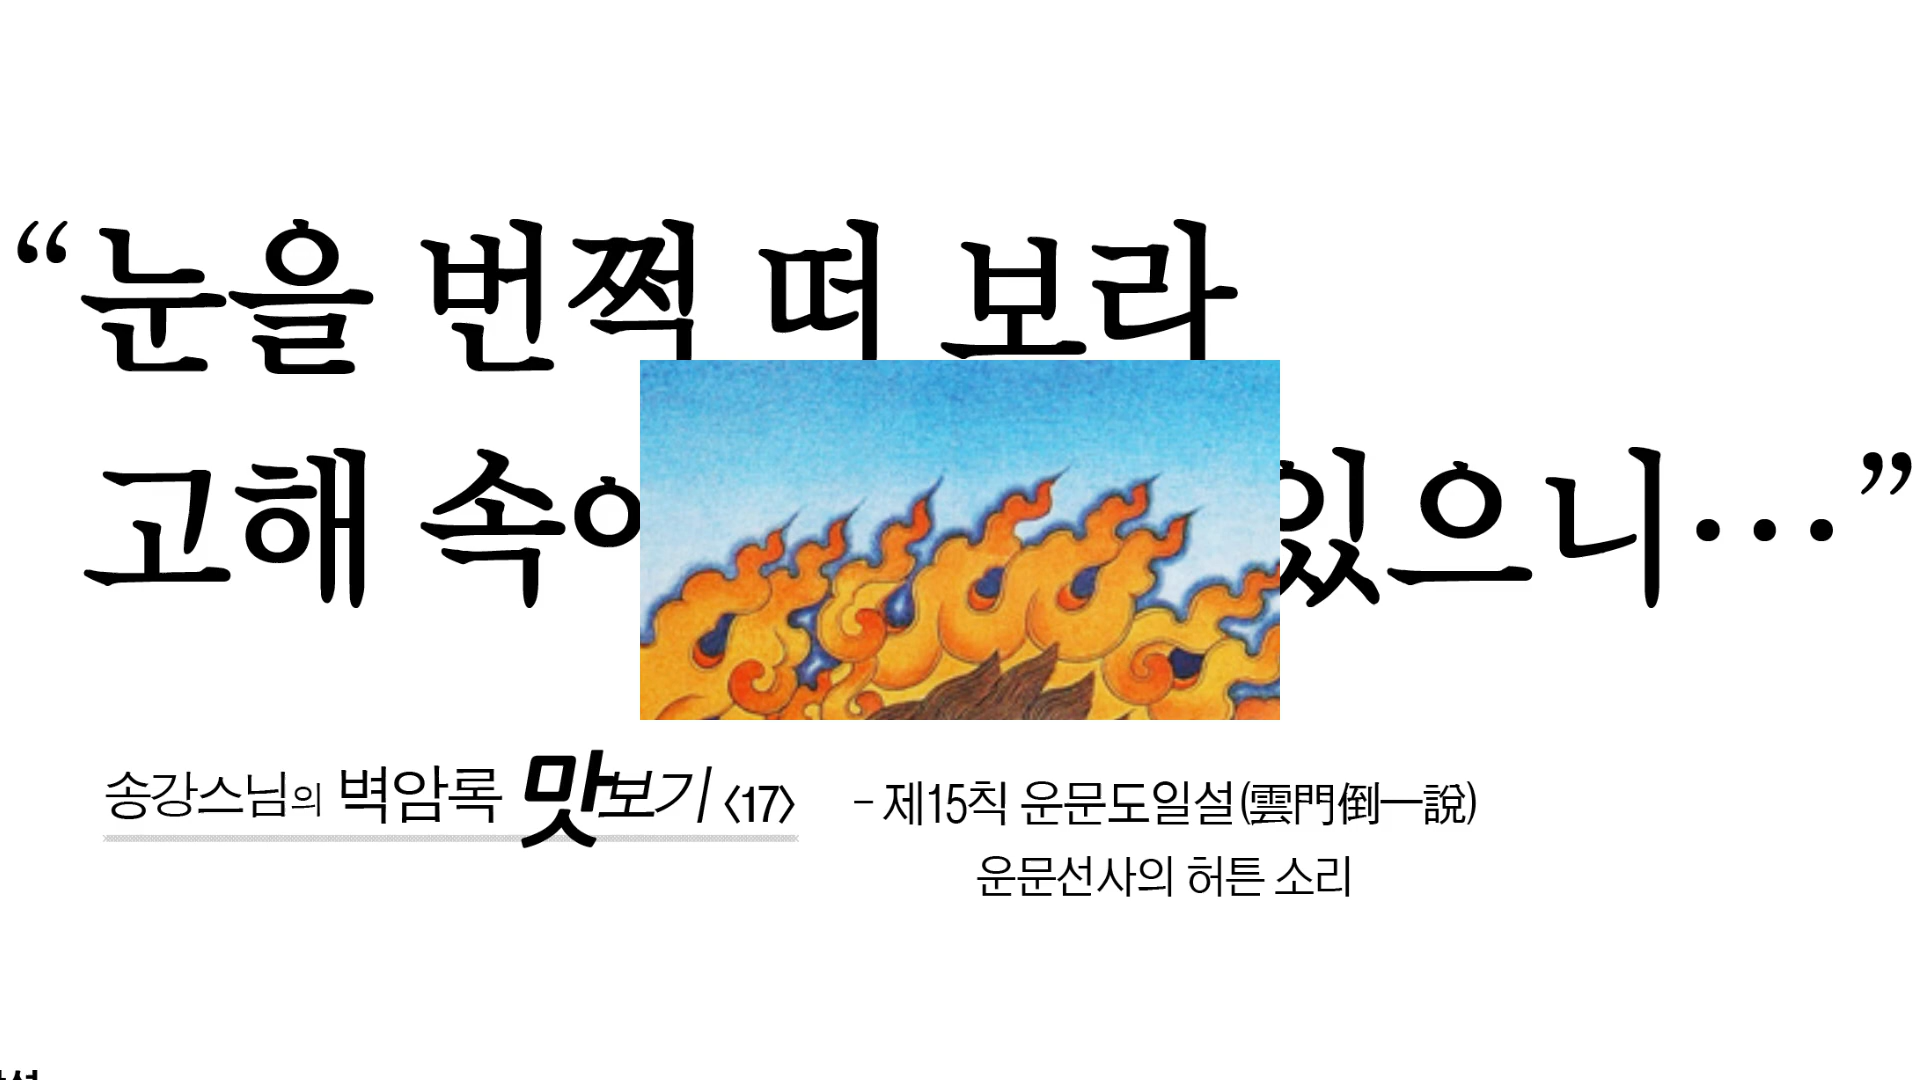 “눈을 번쩍 떠 보라
고해 속 있으니…”
송강스님의 벽암록 맛보기 〈17〉 – 제15칙 운문도일설(雲門倒一說)
운문선사의 허튼 소리